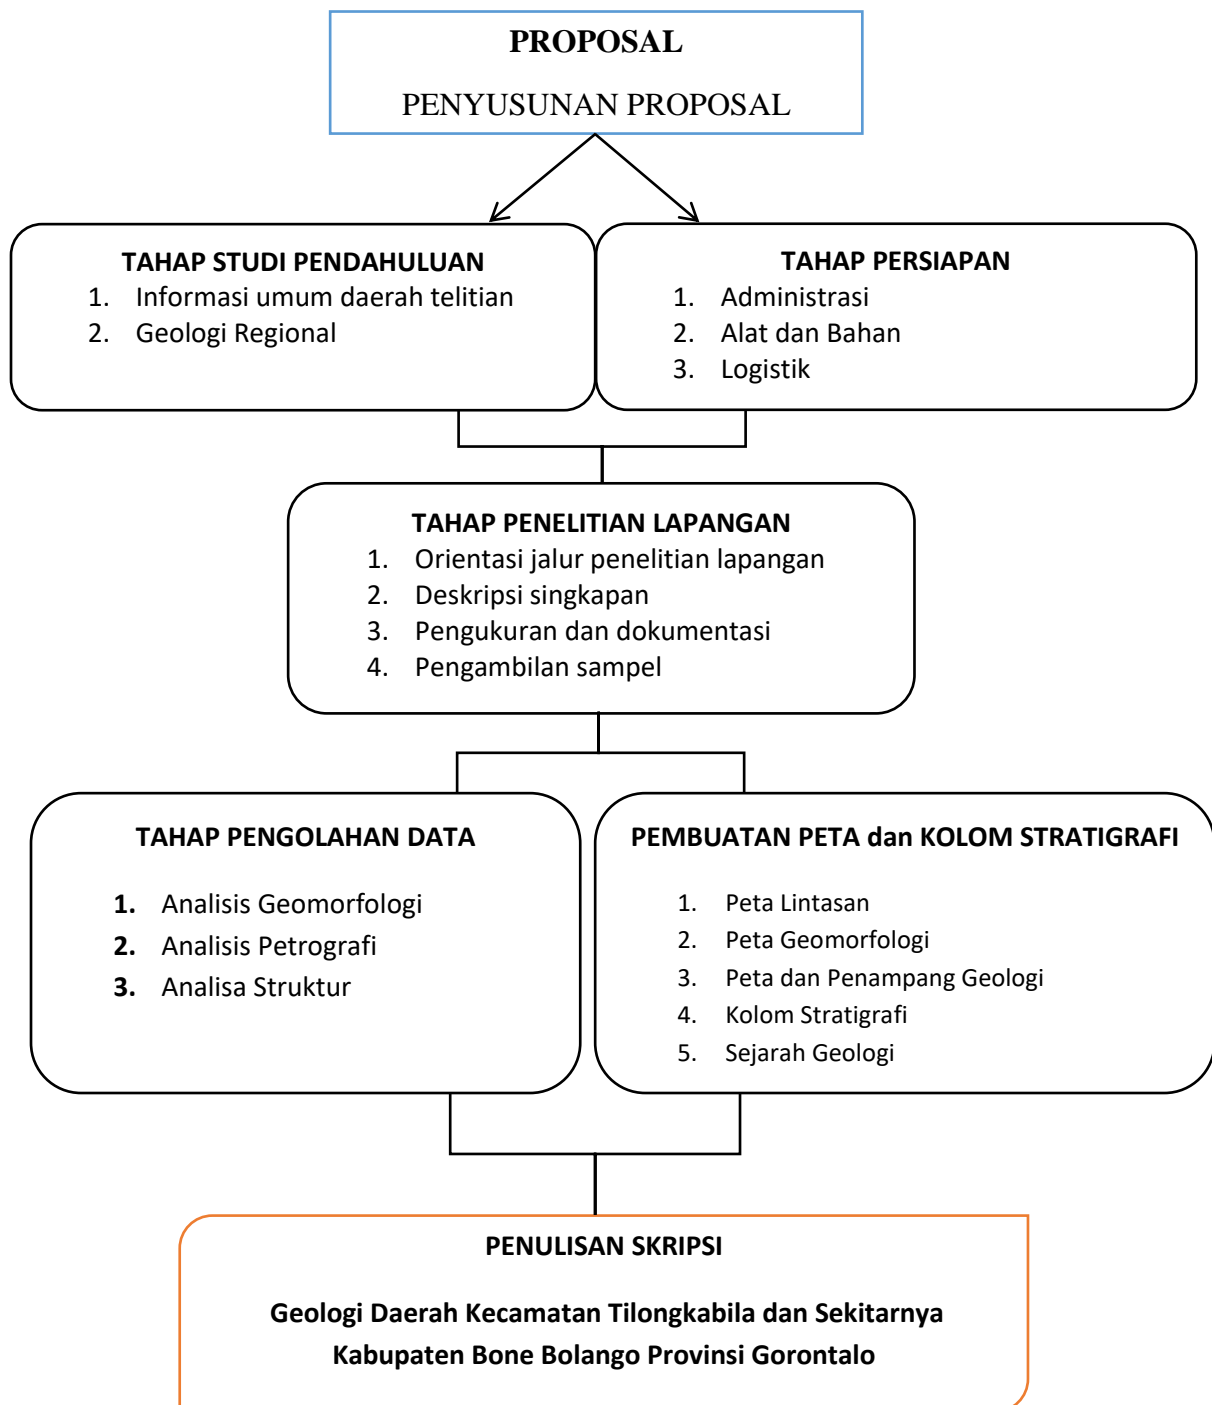 PROPOSAL
PENYUSUNAN PROPOSAL
TAHAP STUDI PENDAHULUAN
1. Informasi umum daerah telitian
2. Geologi Regional
TAHAP PERSIAPAN
1. Administrasi
2. Alat dan Bahan
3. Logistik
TAHAP PENELITIAN LAPANGAN
1. Orientasi jalur penelitian lapangan
2. Deskripsi singkapan
3. Pengukuran dan dokumentasi
4. Pengambilan sampel
TAHAP PENGOLAHAN DATA
1. Analisis Geomorfologi
2. Analisis Petrografi
3. Analisa Struktur
PEMBUATAN PETA dan KOLOM STRATIGRAFI
1. Peta Lintasan
2. Peta Geomorfologi
3. Peta dan Penampang Geologi
4. Kolom Stratigrafi
5. Sejarah Geologi
PENULISAN SKRIPSI
Geologi Daerah Kecamatan Tilongkabila dan Sekitarnya
Kabupaten Bone Bolango Provinsi Gorontalo